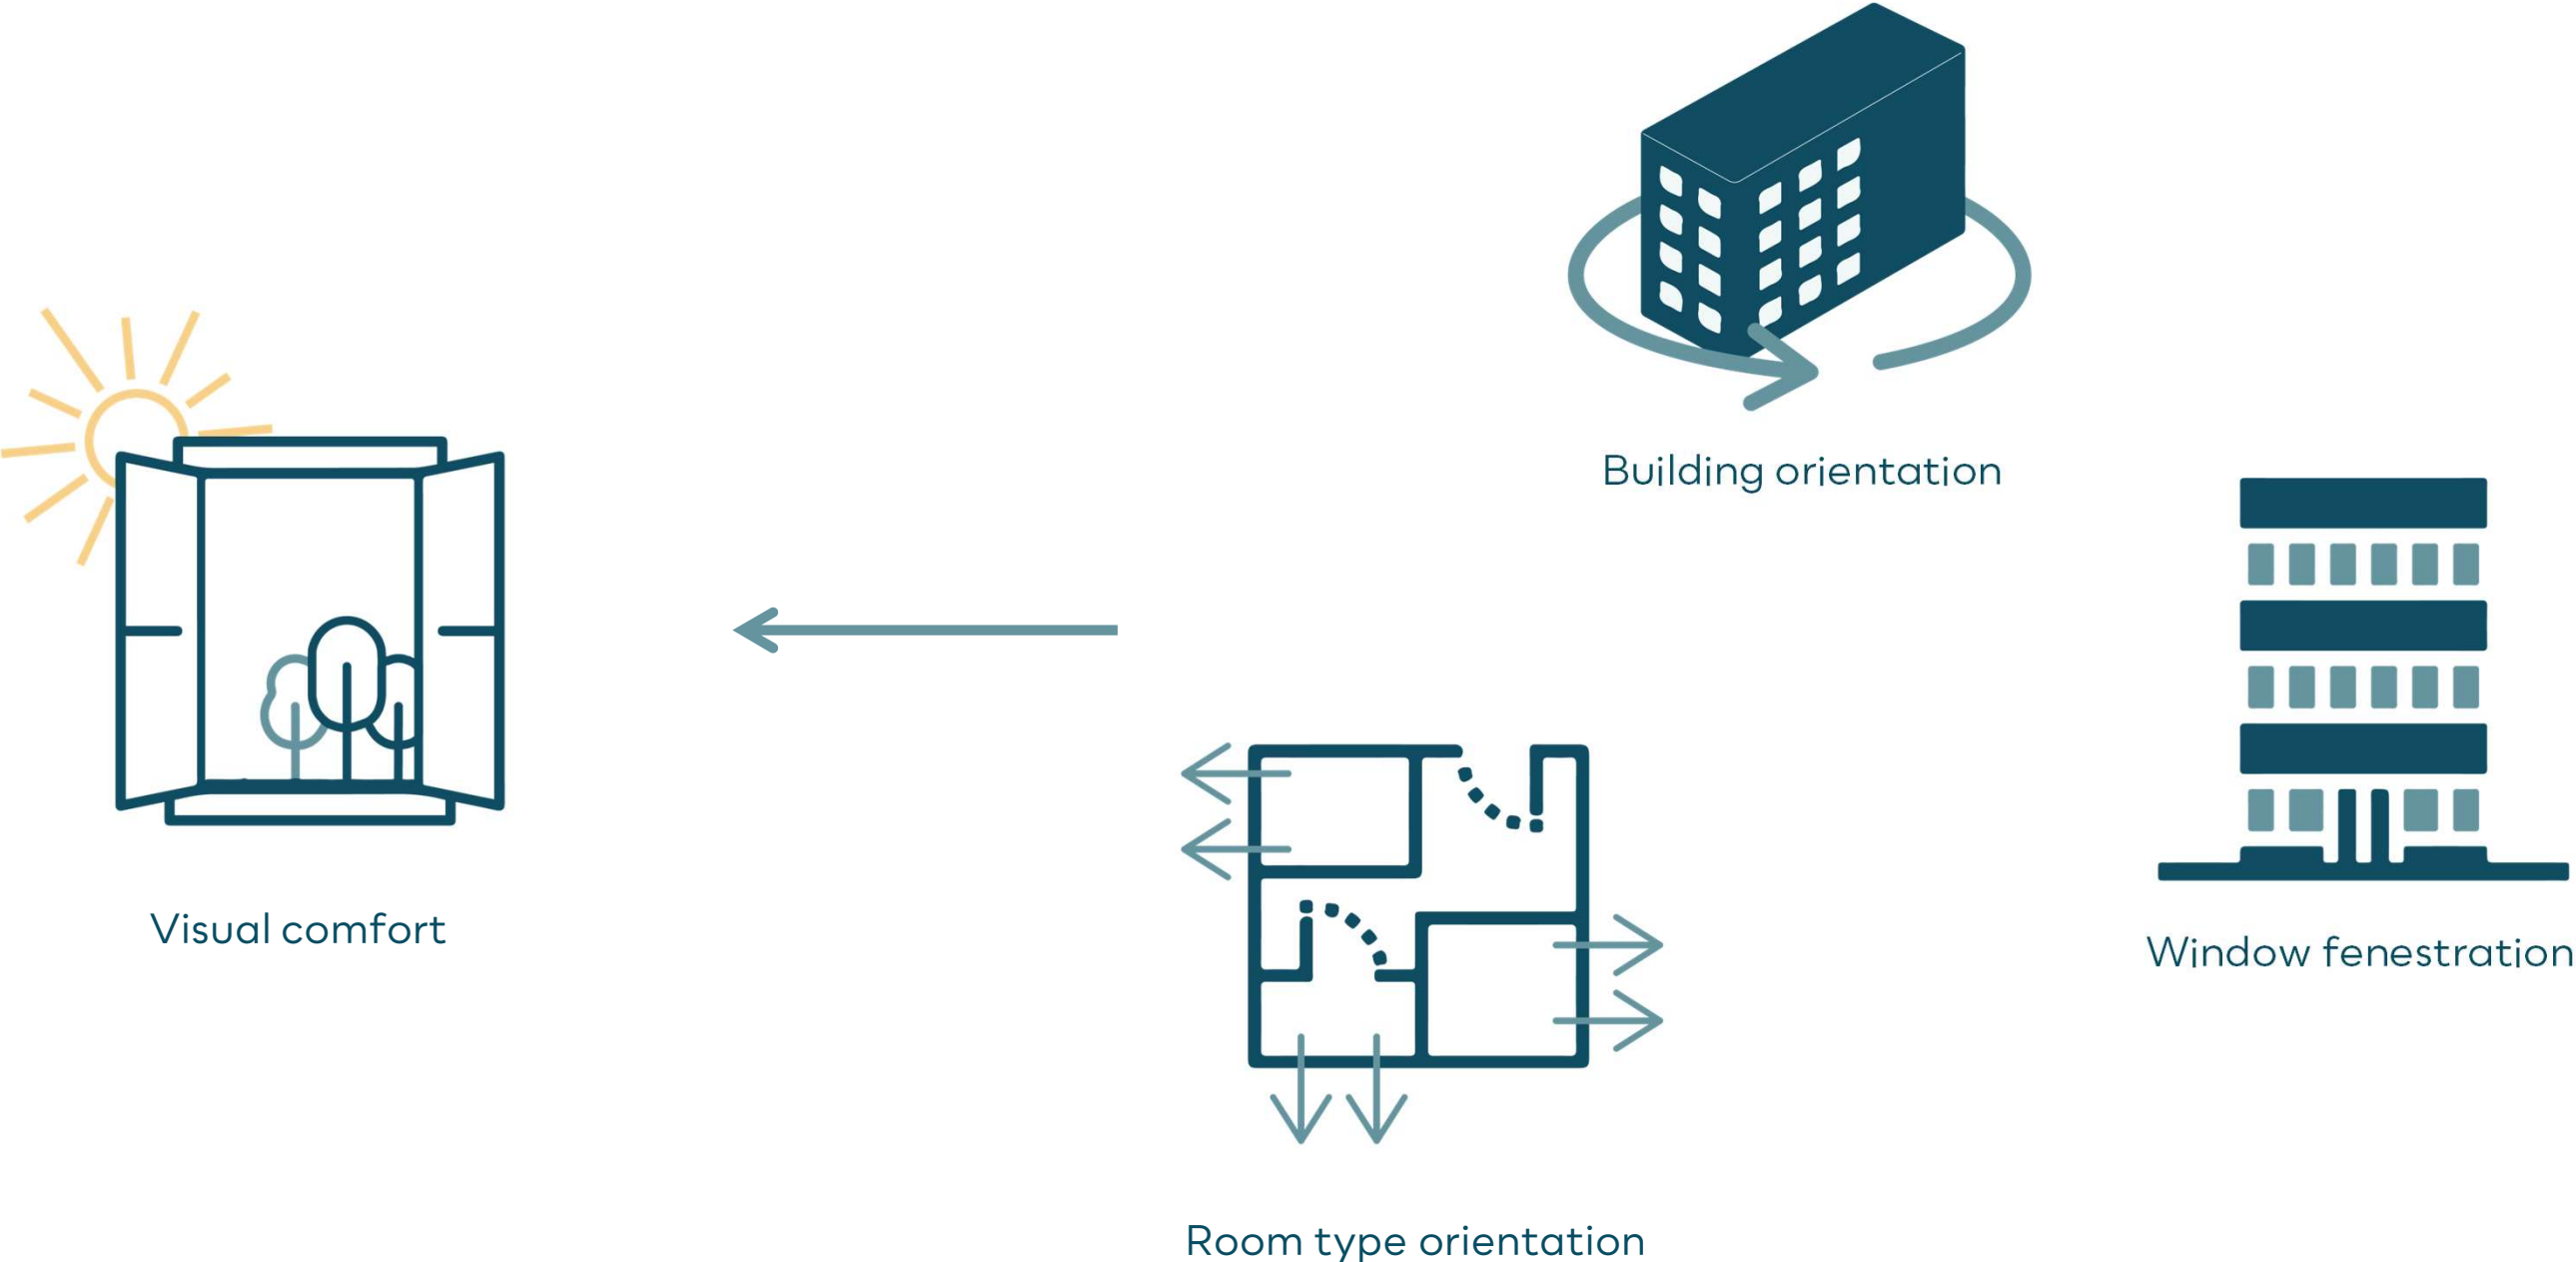 Building orientation
Visual comfort
Window fenestration
Room type orientation